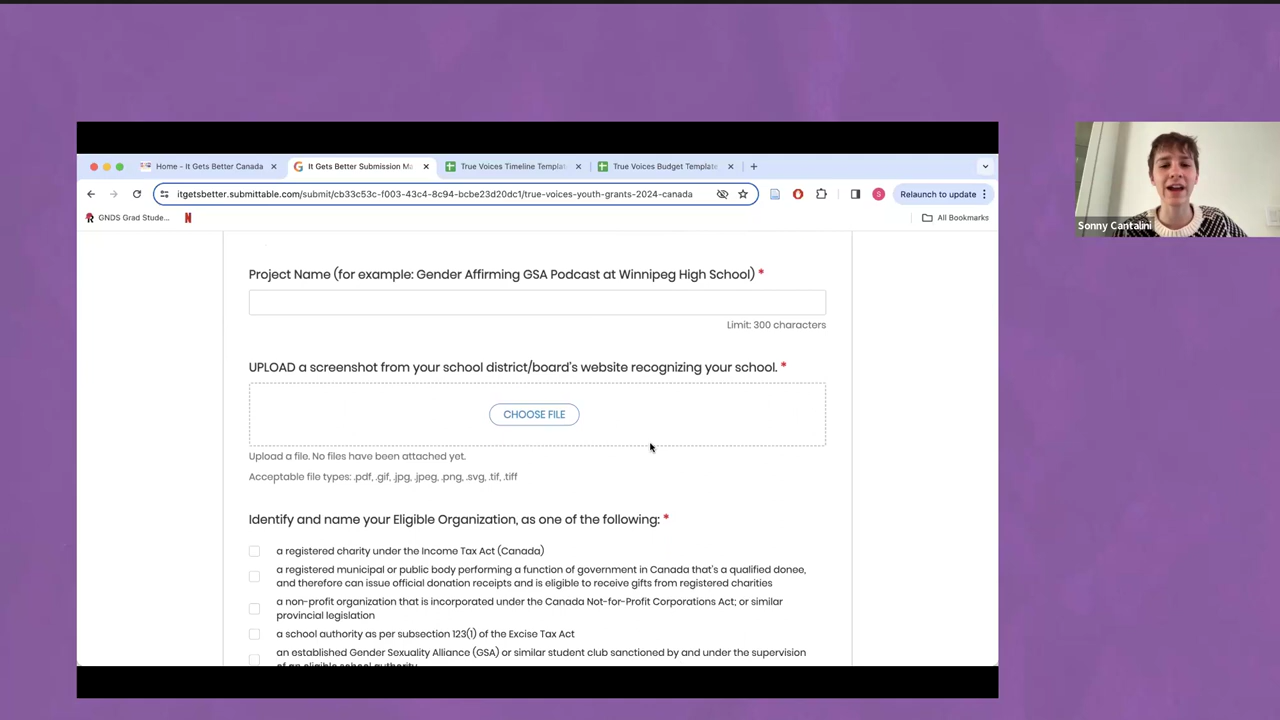 Home – It Gets Better Canada
It Gets Better Submission Ma
True Voices Timeline Templat
True Voices Budget Template
itgetsbetter.submittable.com/submit/cb33c53c-f003-43c4-8c94-bcbe23d20dc1/true-voices-youth-grants-2024-canada
S
Relaunch to update
GNDS Grad Stude...
All Bookmarks
Sonny Cantalini
Project Name (for example: Gender Affirming GSA Podcast at Winnipeg High School) *
Limit: 300 characters
UPLOAD a screenshot from your school district/board's website recognizing your school. *
CHOOSE FILE
Upload a file. No files have been attached yet.
Acceptable file types: .pdf, .gif, .jpg, .jpeg, .png, .svg, .tif, .tiff
Identify and name your Eligible Organization, as one of the following: *
a registered charity under the Income Tax Act (Canada)
a registered municipal or public body performing a function of government in Canada that's a qualified donee,
and therefore can issue official donation receipts and is eligible to receive gifts from registered charities
a non-profit organization that is incorporated under the Canada Not-for-Profit Corporations Act; or similar
provincial legislation
a school authority as per subsection 123(1) of the Excise Tax Act
an established Gender Sexuality Alliance (GSA) or similar student club sanctioned by and under the supervision
of an eligible school authority